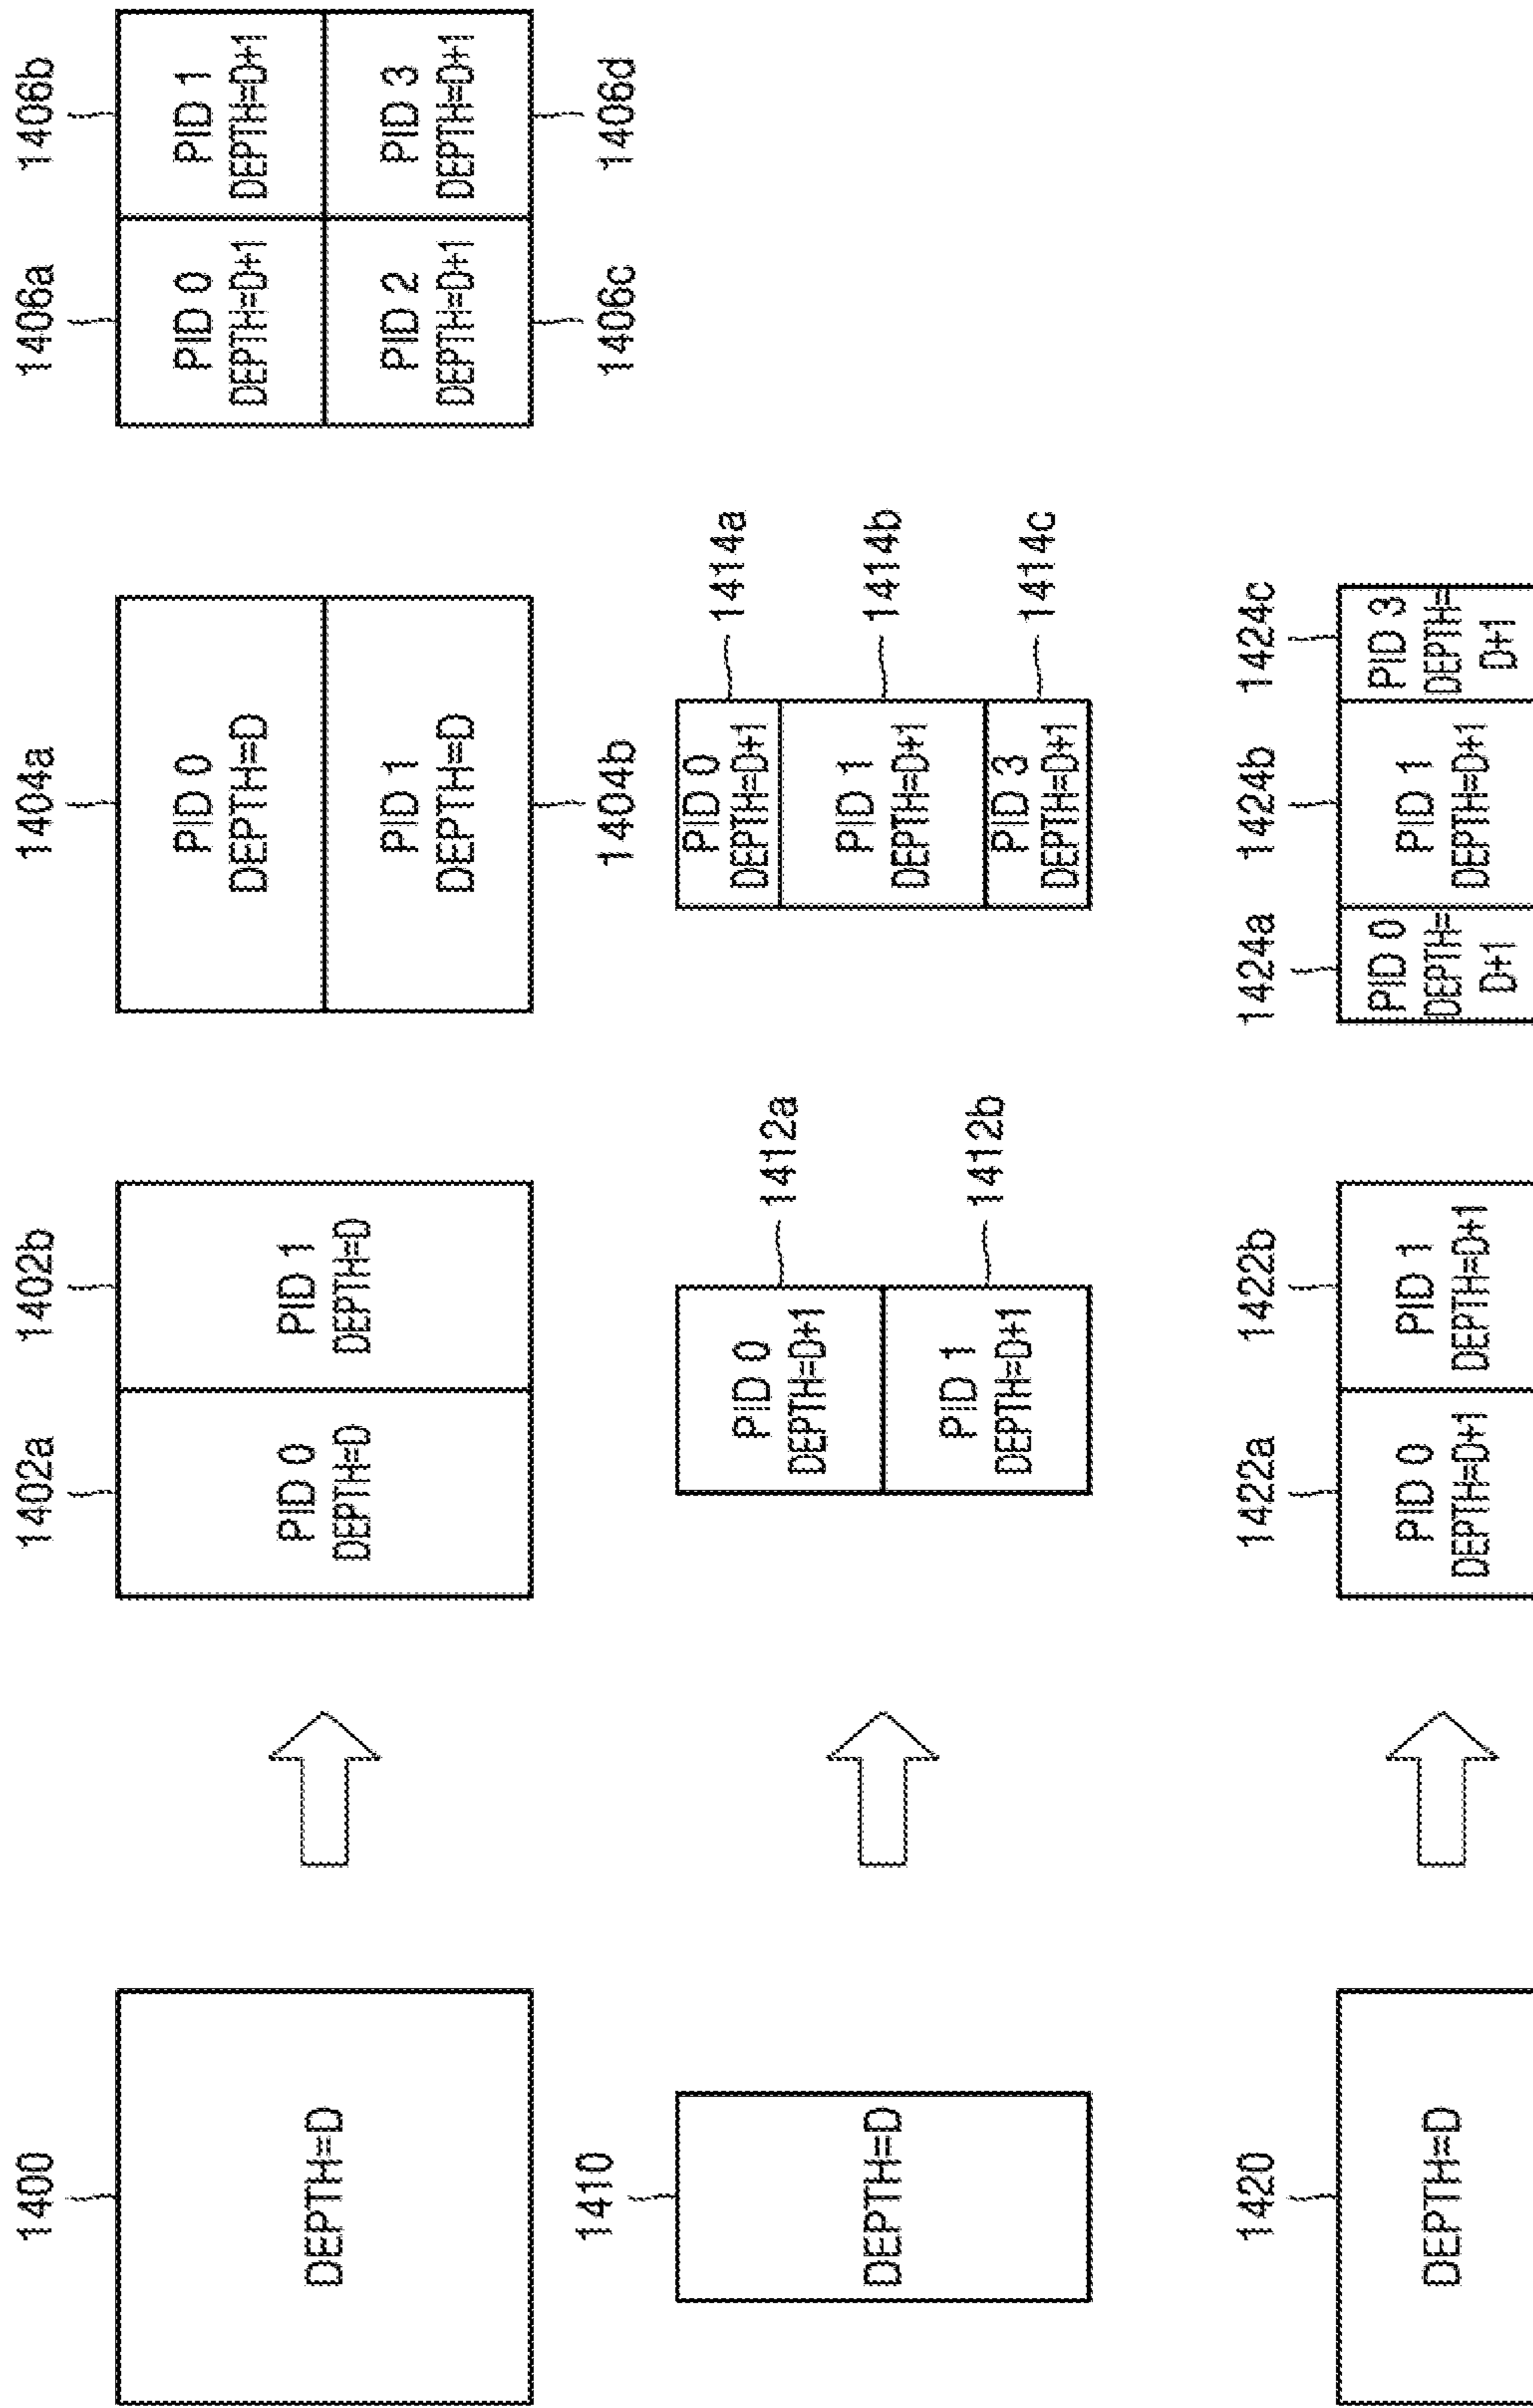 1400
DEPTH=D
1402a
1402b
PID 0
DEPTH=D
PID 1
DEPTH=D
1404a
PID 0
DEPTH=D
PID 1
DEPTH=D
1404b
1406a
1406b
PID 0
DEPTH=D+1
PID 1
DEPTH=D+1
PID 2
DEPTH=D+1
PID 3
DEPTH=D+1
1406c
1406d
1410
DEPTH=D
PID 0
DEPTH=D+1
1412a
PID 1
DEPTH=D+1
1412b
PID 0
DEPTH=D+1
1414a
PID 1
DEPTH=D+1
1414b
PID 3
DEPTH=D+1
1414c
1420
DEPTH=D
1422a
1422b
PID 0
DEPTH=D+1
PID 1
DEPTH=D+1
1424a
1424b
1424c
PID 0
DEPTH=
D+1
PID 1
DEPTH=D+1
PID 3
DEPTH=
D+1